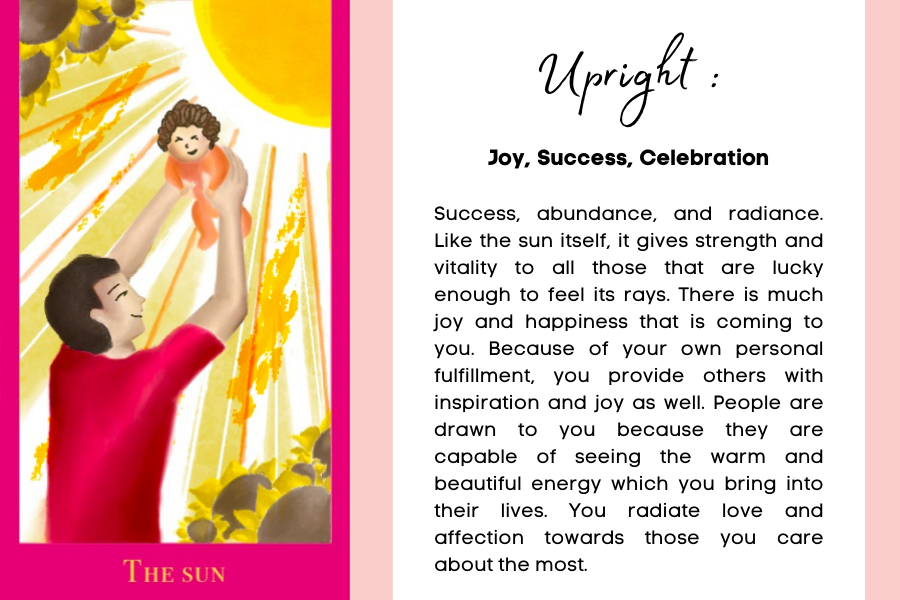 THE SUN
Upright :
Joy, Success, Celebration
Success, abundance, and radiance.
Like the sun itself, it gives strength and
vitality to all those that are lucky
enough to feel its rays. There is much
joy and happiness that is coming to
you. Because of your own personal
fulfillment, you provide others with
inspiration and joy as well. People are
drawn to you because they are
capable of seeing the warm and
beautiful energy which you bring into
their lives. You radiate love and
affection towards those you care
about the most.